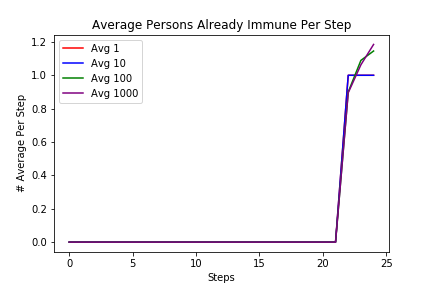 Average Persons Already Immune Per Step
1.2
1.0
0.8
0.6
0.4
0.2
0.0
# Average Per Step
Avg 1
Avg 10
Avg 100
Avg 1000
0 5 10 15 20 25
Steps